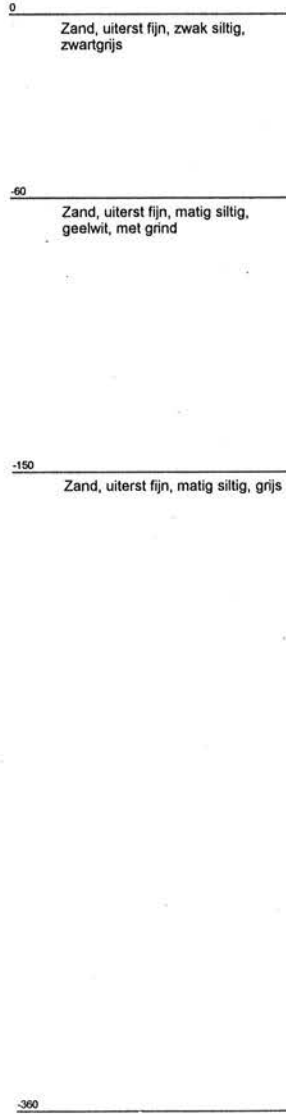 0
Zand, uiterst fijn, zwak siltig,
zwartgrijs
-60
Zand, uiterst fijn, matig siltig,
geelwit, met grind
-150
Zand, uiterst fijn, matig siltig, grijs
-360